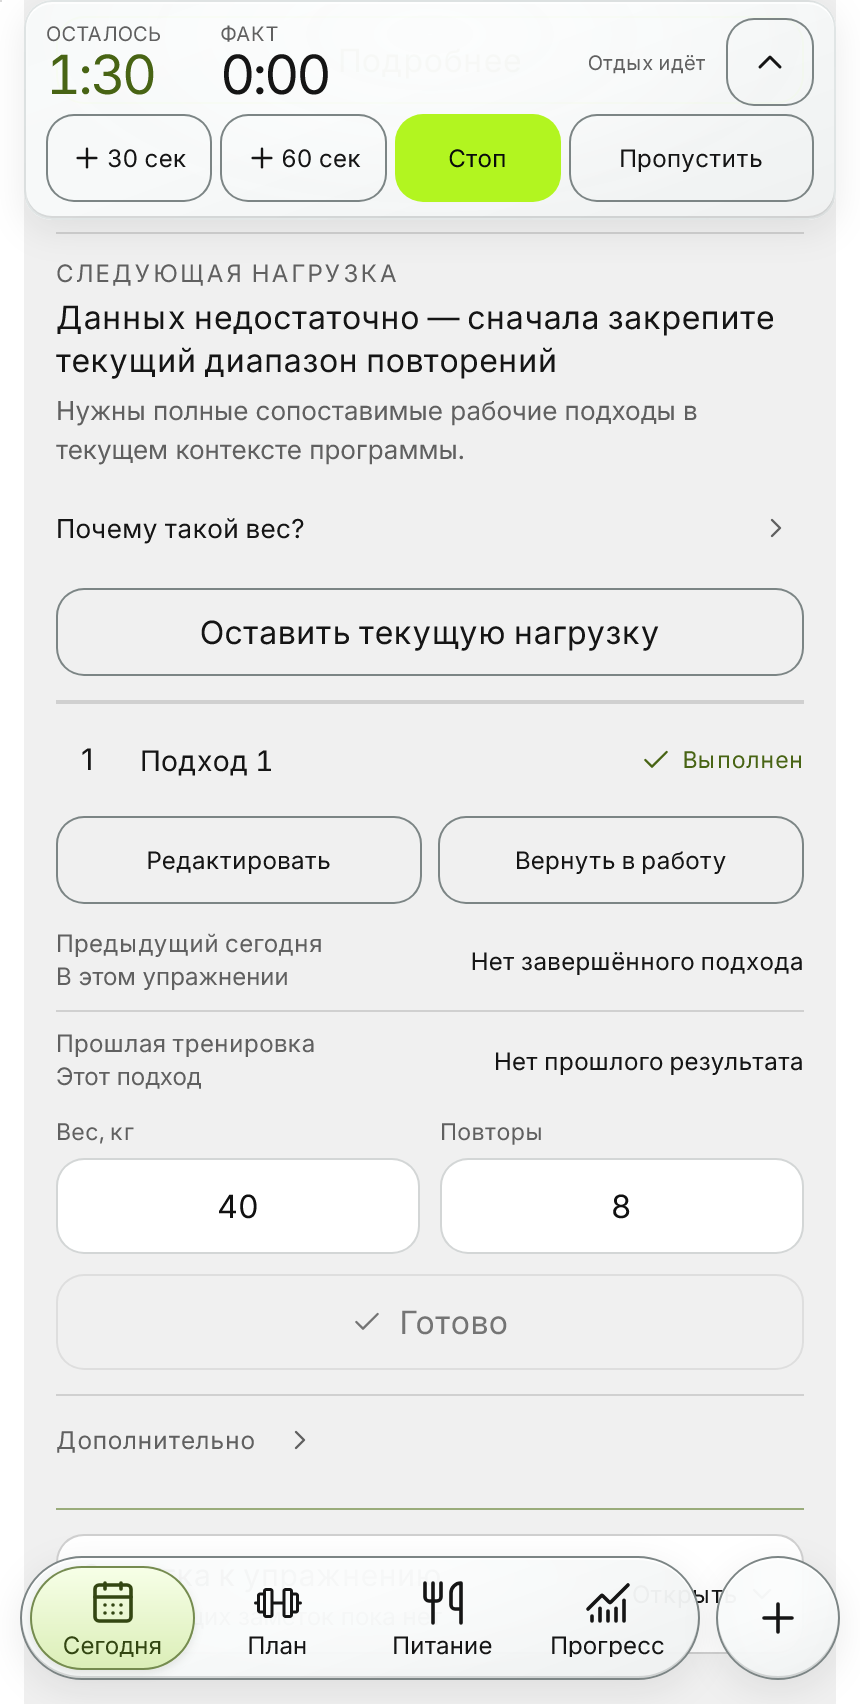 ОСТАЛОСЬ ФАКТ
1:30 0:00 Подробнее Отдых идёт
+ 30 сек + 60 сек Стоп Пропустить
СЛЕДУЮЩАЯ НАГРУЗКА
Данных недостаточно — сначала закрепите
текущий диапазон повторений
Нужны полные сопоставимые рабочие подходы в
текущем контексте программы.
Почему такой вес?
Оставить текущую нагрузку
1 Подход 1 Выполнен
Редактировать Вернуть в работу
Предыдущий сегодня
В этом упражнении
Нет завершённого подхода
Прошлая тренировка
Этот подход
Нет прошлого результата
Вес, кг Повторы
40 8
Готово
Дополнительно
к упражнению
Открыть
Сегодня План Питание Прогресс